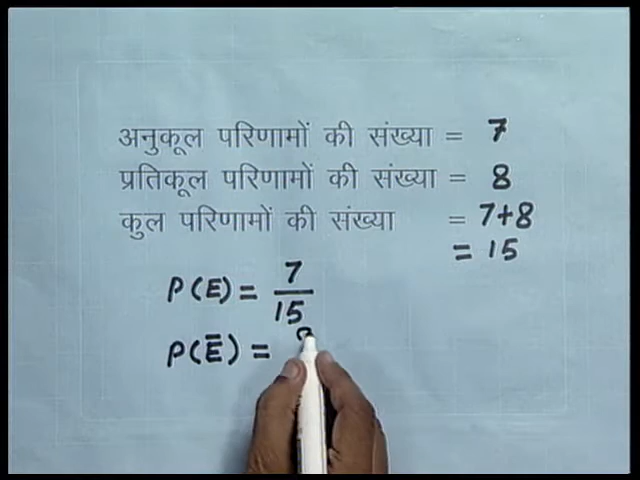 अनुकूल परिणामों की संख्या = 7
प्रतिकूल परिणामों की संख्या = 8
कुल परिणामों की संख्या = 7+8
= 15
P(E) = 7/15
P(Ē) =